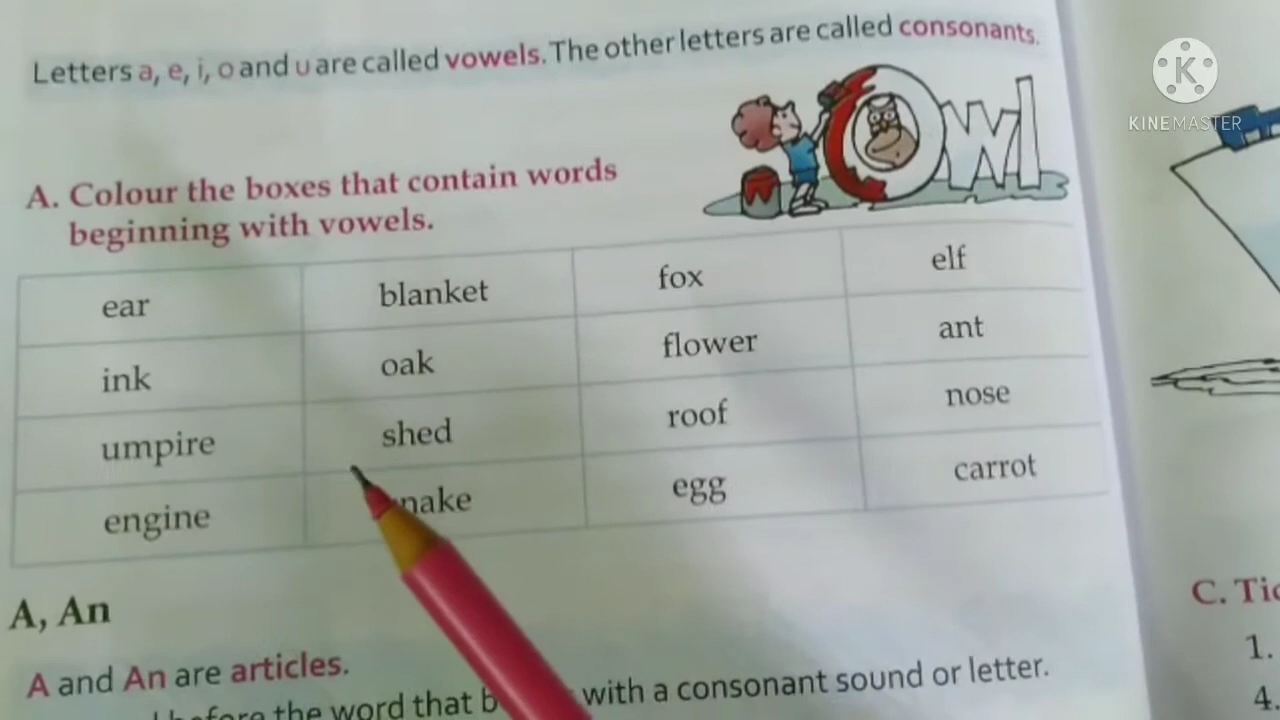 Letters a, e, i, o and u are called vowels. The other letters are called consonants.
KINEMASTER
Owl
A. Colour the boxes that contain words
beginning with vowels.
ear blanket fox elf
ink oak flower ant
umpire shed roof nose
engine egg carrot
A, An
A and An are articles.
before the word that with a consonant sound or letter.
C.
1.
4.